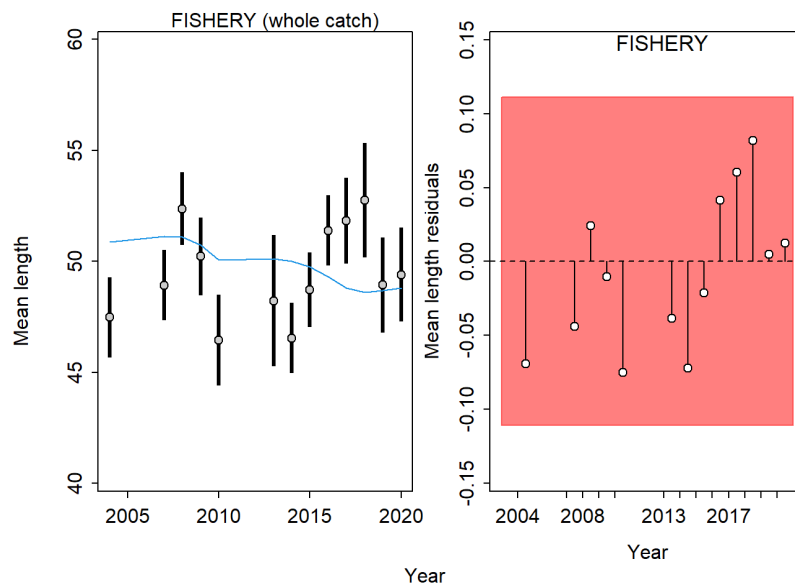 FISHERY (whole catch)
Mean length
60
55
50
45
40
2005 2010 2015 2020
Year
FISHERY
Mean length residuals
0.15
0.10
0.05
0.00
-0.05
-0.10
-0.15
2004 2008 2013 2017
Year